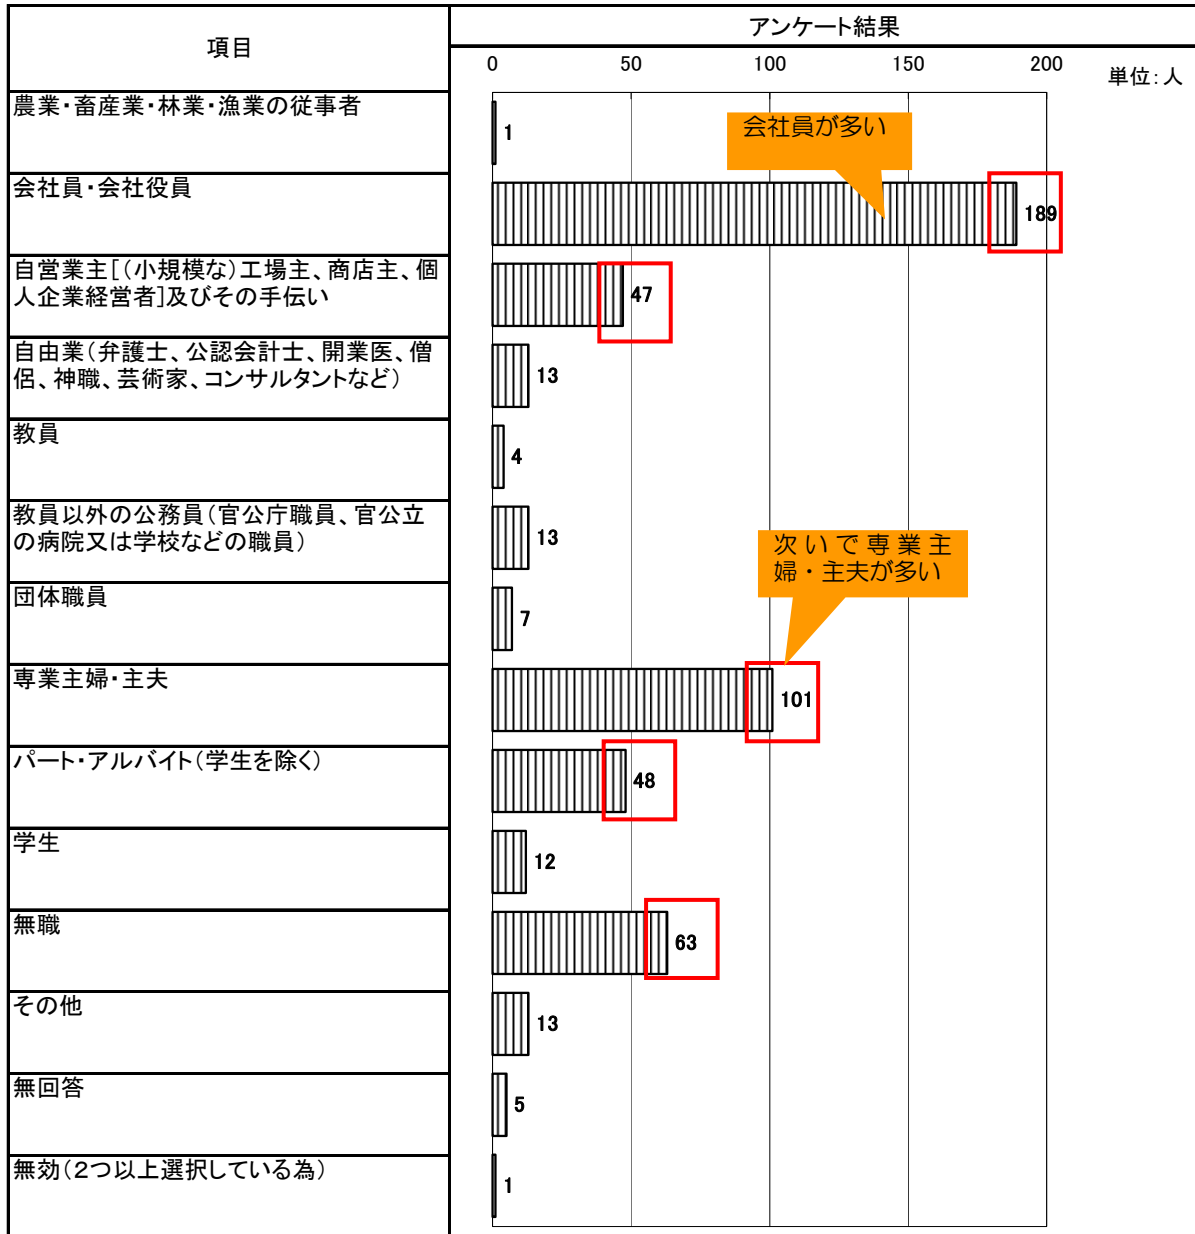 項目
アンケート結果
0 50 100 150 200
単位：人
農業・畜産業・林業・漁業の従事者
1
会社員が多い
会社員・会社役員
189
自営業主［（小規模な）工場主、商店主、個
人企業経営者］及びその手伝い
47
自由業（弁護士、公認会計士、開業医、僧
侶、神職、芸術家、コンサルタントなど）
13
教員
4
教員以外の公務員（官公庁職員、官公立
の病院又は学校などの職員）
13
次いで専業主
婦・主夫が多い
団体職員
7
専業主婦・主夫
101
パート・アルバイト（学生を除く）
48
学生
12
無職
63
その他
13
無回答
5
無効（２つ以上選択している為）
1